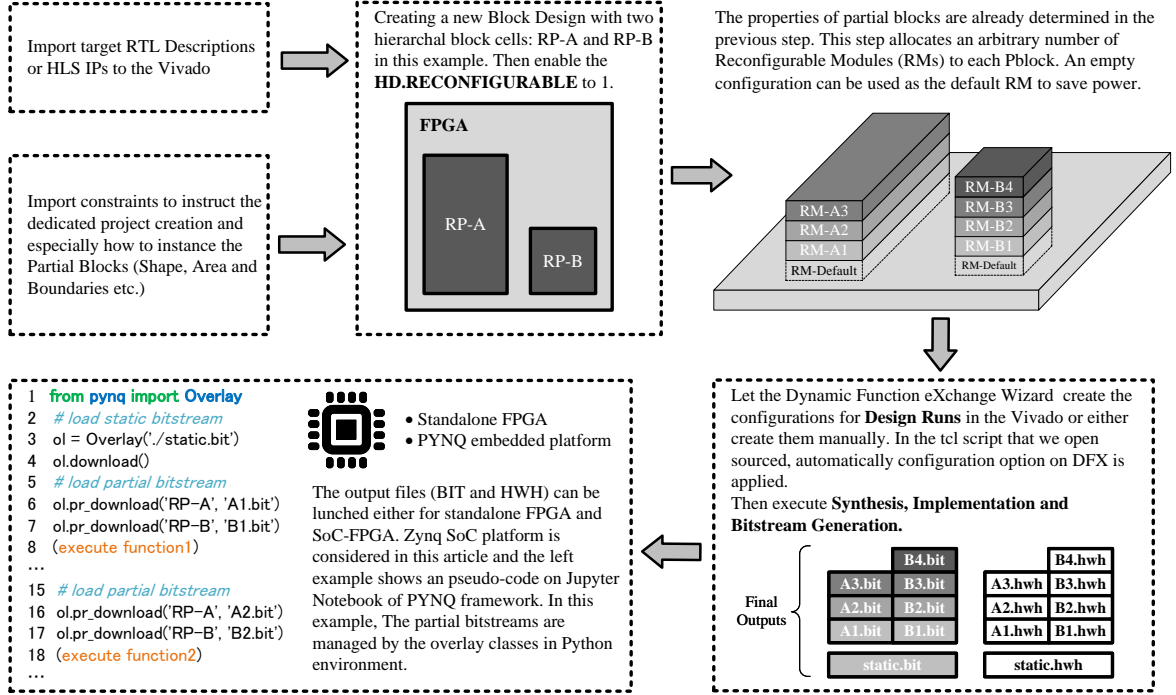 Import target RTL Descriptions
or HLS IPs to the Vivado
Import constraints to instruct the
dedicated project creation and
especially how to instance the
Partial Blocks (Shape, Area and
Boundaries etc.)
Creating a new Block Design with two
hierarchal block cells: RP-A and RP-B
in this example. Then enable the
HD.RECONFIGURABLE to 1.
FPGA
RP-A
RP-B
The properties of partial blocks are already determined in the
previous step. This step allocates an arbitrary number of
Reconfigurable Modules (RMs) to each Pblock. An empty
configuration can be used as the default RM to save power.
RM-A3
RM-A2
RM-A1
RM-Default
RM-B4
RM-B3
RM-B2
RM-B1
RM-Default
Let the Dynamic Function eXchange Wizard create the
configurations for Design Runs in the Vivado or either
create them manually. In the tcl script that we open
sourced, automatically configuration option on DFX is
applied.
Then execute Synthesis, Implementation and
Bitstream Generation.
Final
Outputs
B4.bit
A3.bit B3.bit
A2.bit B2.bit
A1.bit B1.bit
static.bit
B4.hwh
A3.hwh B3.hwh
A2.hwh B2.hwh
A1.hwh B1.hwh
static.hwh
1 from pynq import Overlay
2 # load static bitstream
3 ol = Overlay('./static.bit')
4 ol.download()
5 # load partial bitstream
6 ol.pr_download('RP-A', 'A1.bit')
7 ol.pr_download('RP-B', 'B1.bit')
8 (execute function1)
...
15 # load partial bitstream
16 ol.pr_download('RP-A', 'A2.bit')
17 ol.pr_download('RP-B', 'B2.bit')
18 (execute function2)
...
• Standalone FPGA
• PYNQ embedded platform
The output files (BIT and HWH) can be
lunched either for standalone FPGA and
SoC-FPGA. Zynq SoC platform is
considered in this article and the left
example shows an pseudo-code on Jupyter
Notebook of PYNQ framework. In this
example, The partial bitstreams are
managed by the overlay classes in Python
environment.